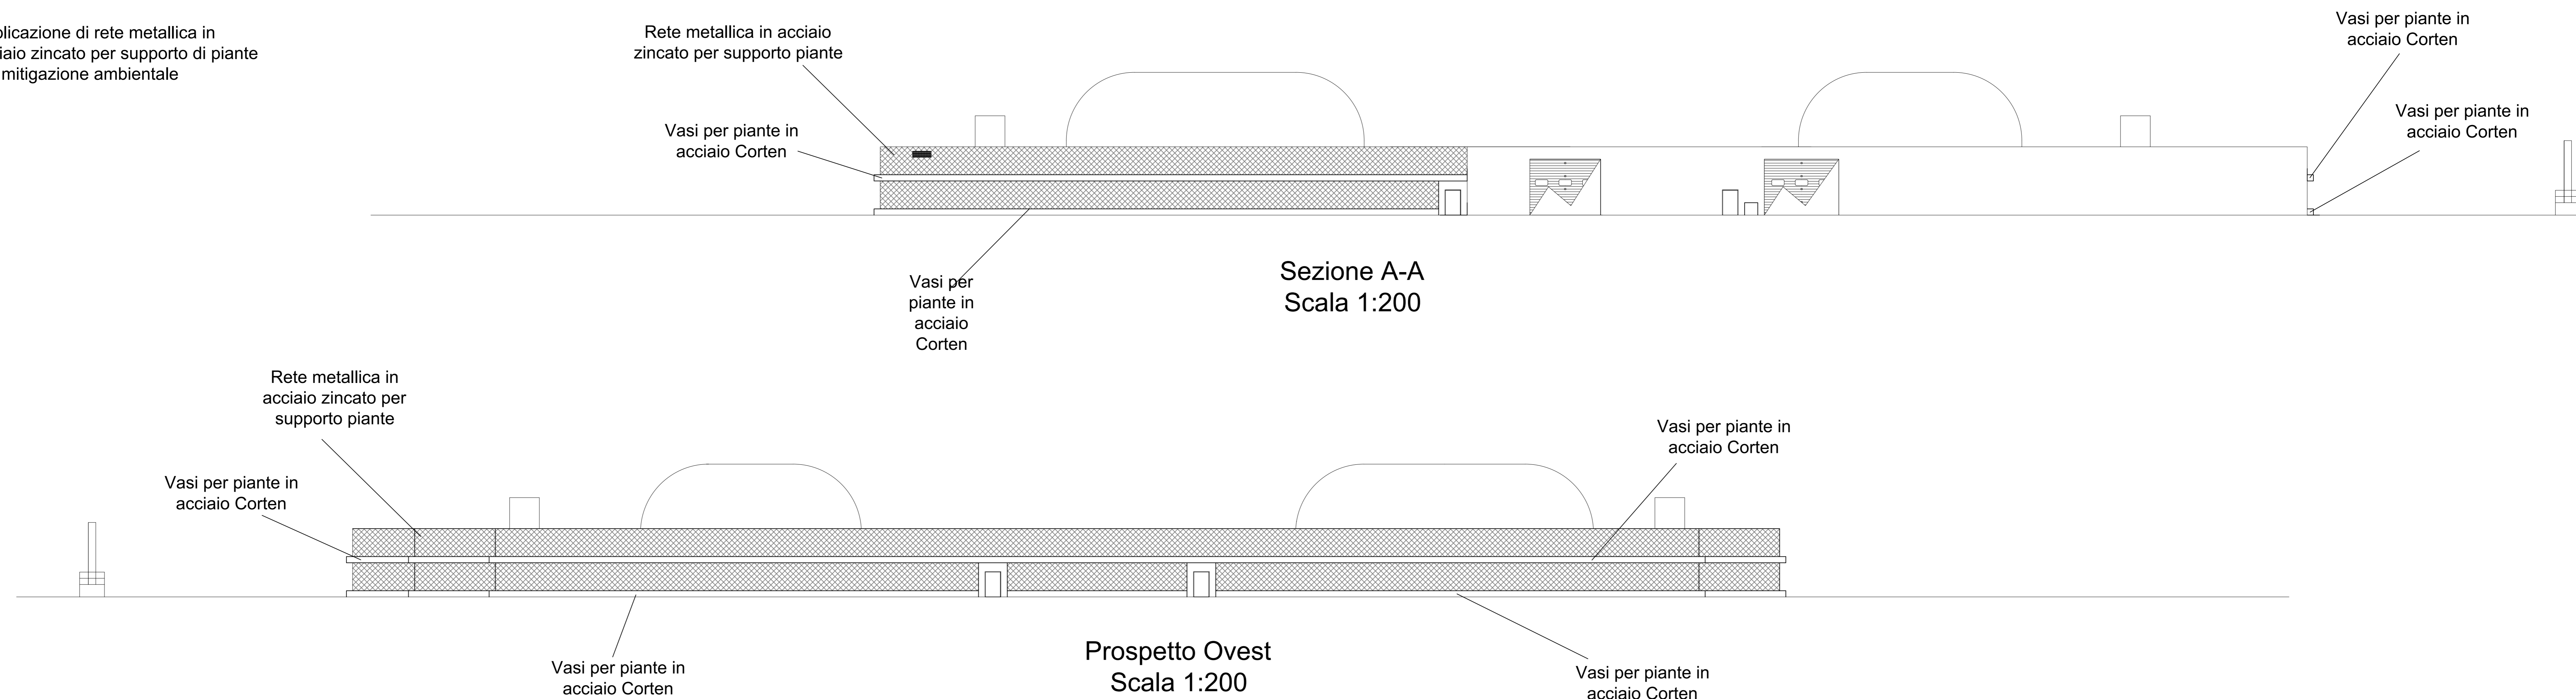 di rete metallica in
zincato per supporto di piante
mitigazione ambientale
Rete metallica in acciaio
zincato per supporto piante
Vasi per piante in
acciaio Corten
Vasi per piante in
acciaio Corten
Vasi per piante in
acciaio Corten
Vasi per
piante in
acciaio
Corten
Sezione A-A
Scala 1:200
Rete metallica in
acciaio zincato per
supporto piante
Vasi per piante in
acciaio Corten
Vasi per piante in
acciaio Corten
Vasi per piante in
acciaio Corten
Prospetto Ovest
Scala 1:200
Vasi per piante in
acciaio Corten